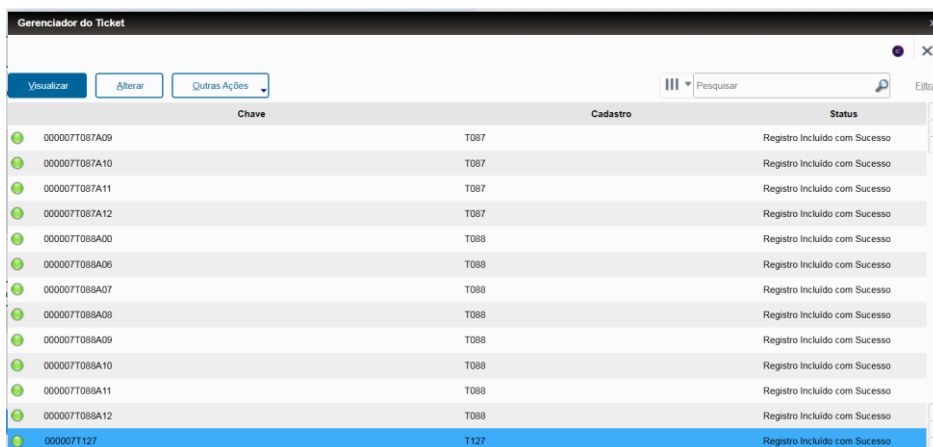 Gerenciador do Ticket
Visualizar Alterar Outras Ações Pesquisar
Chave Cadastro Status
000007T087A09 T087 Registro Incluído com Sucesso
000007T087A10 T087 Registro Incluído com Sucesso
000007T087A11 T087 Registro Incluído com Sucesso
000007T087A12 T087 Registro Incluído com Sucesso
000007T088A00 T088 Registro Incluído com Sucesso
000007T088A06 T088 Registro Incluído com Sucesso
000007T088A07 T088 Registro Incluído com Sucesso
000007T088A08 T088 Registro Incluído com Sucesso
000007T088A09 T088 Registro Incluído com Sucesso
000007T088A10 T088 Registro Incluído com Sucesso
000007T088A11 T088 Registro Incluído com Sucesso
000007T088A12 T088 Registro Incluído com Sucesso
000007T127 T127 Registro Incluído com Sucesso